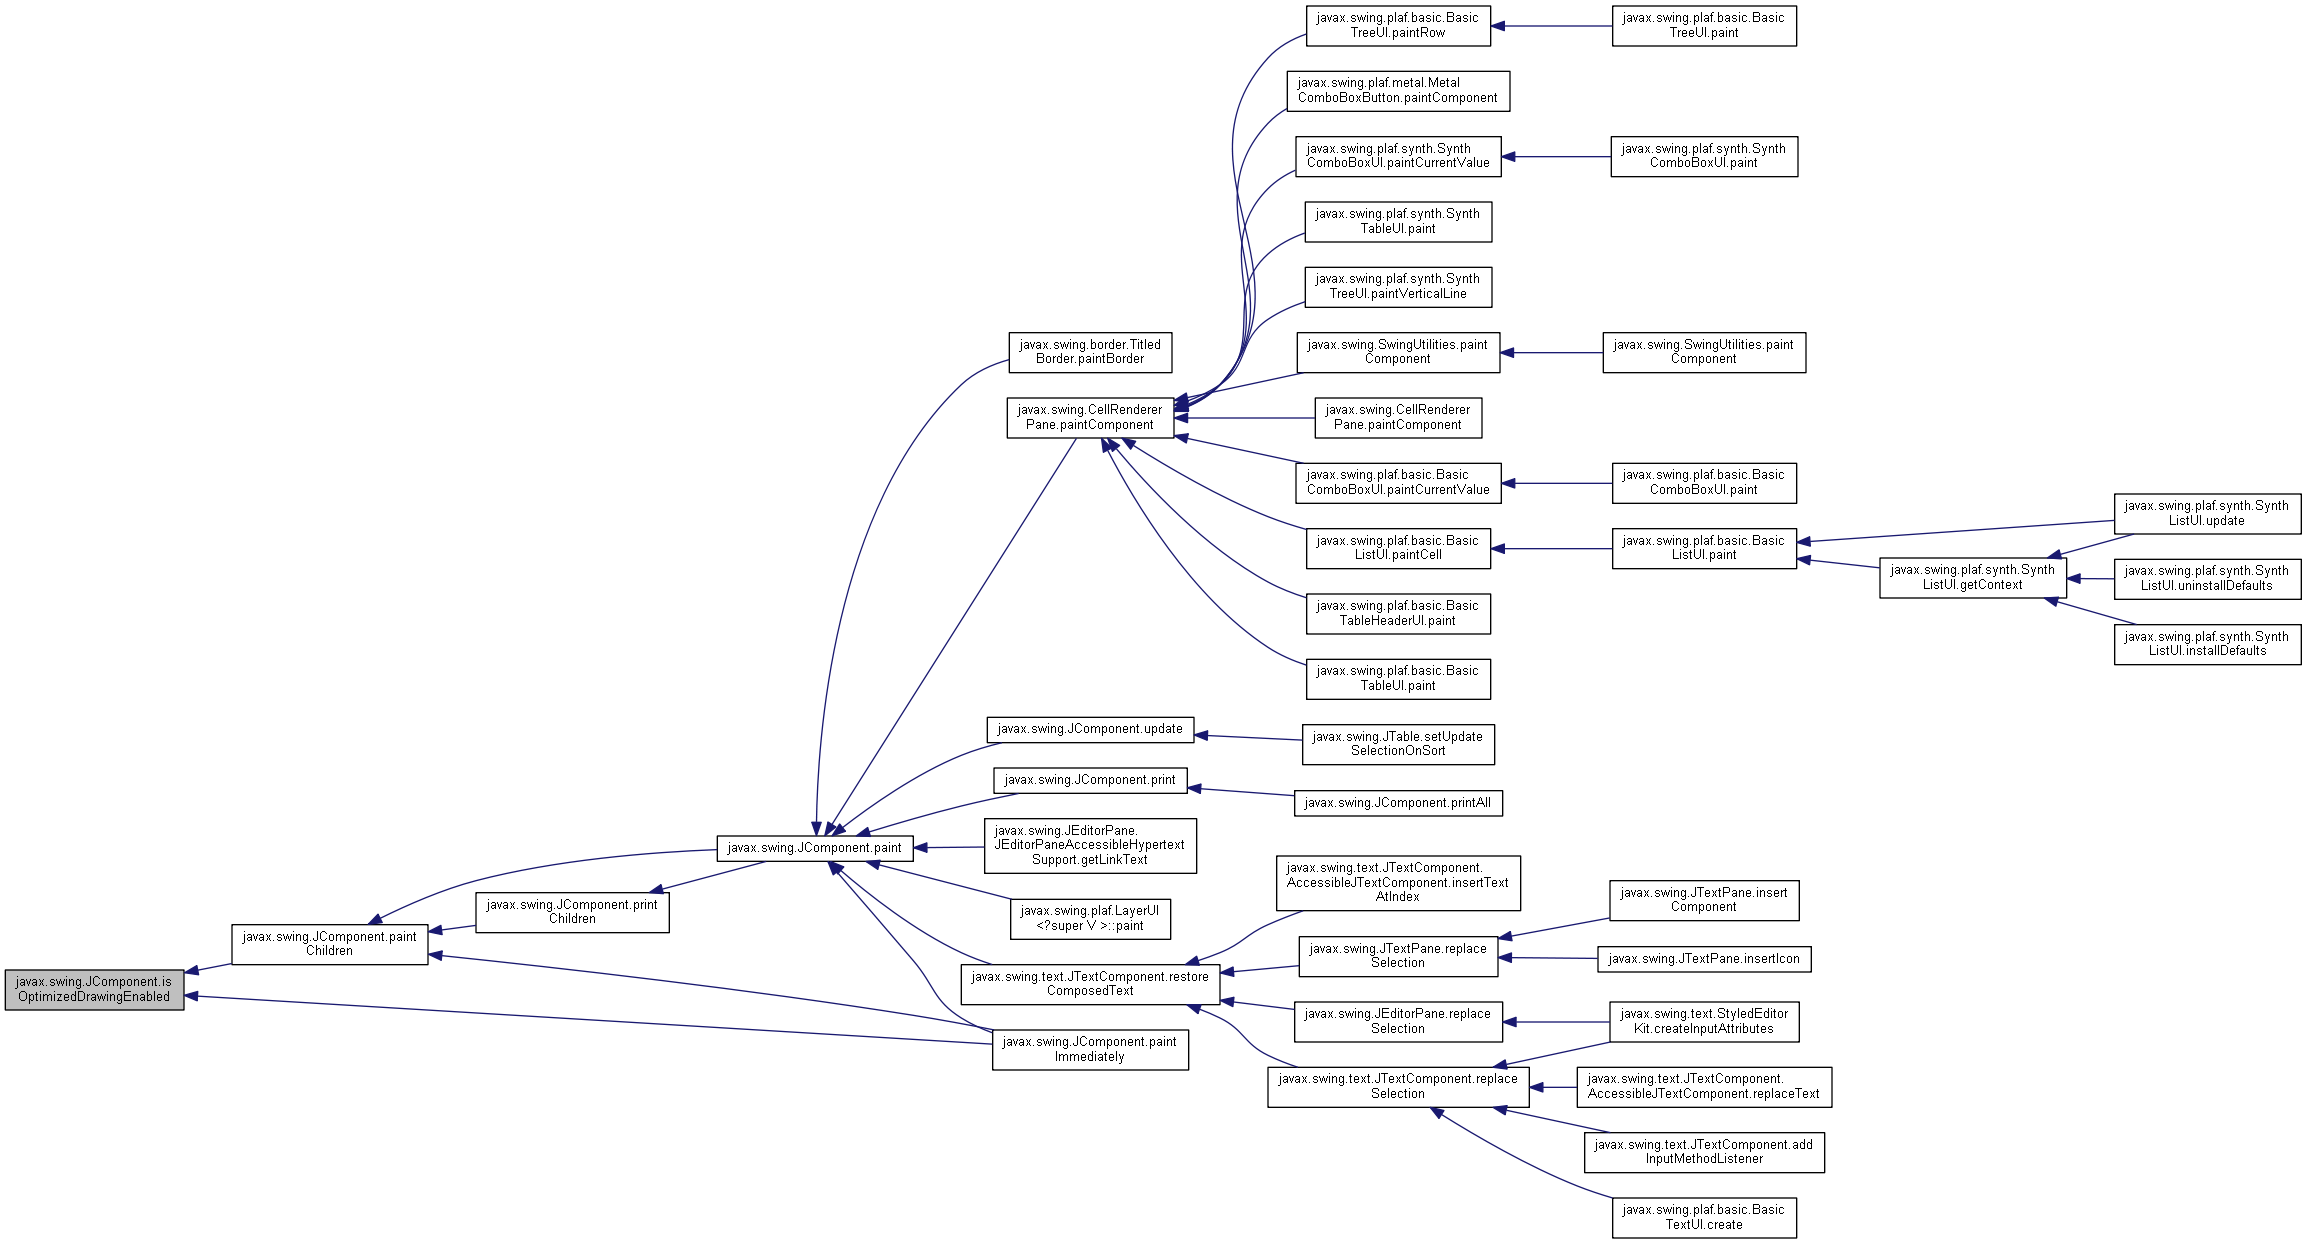 javax.swing.plaf.basic.Basic
TreeUI.paintRow
javax.swing.plaf.basic.Basic
TreeUI.paint
javax.swing.plaf.metal.Metal
ComboBoxButton.paintComponent
javax.swing.plaf.synth.Synth
ComboBoxUI.paintCurrentValue
javax.swing.plaf.synth.Synth
ComboBoxUI.paint
javax.swing.plaf.synth.Synth
TableUI.paint
javax.swing.plaf.synth.Synth
TreeUI.paintVerticalLine
javax.swing.border.Titled
Border.paintBorder
javax.swing.SwingUtilities.paint
Component
javax.swing.SwingUtilities.paint
Component
javax.swing.CellRenderer
Pane.paintComponent
javax.swing.CellRenderer
Pane.paintComponent
javax.swing.plaf.basic.Basic
ComboBoxUI.paintCurrentValue
javax.swing.plaf.basic.Basic
ComboBoxUI.paint
javax.swing.plaf.basic.Basic
ListUI.paintCell
javax.swing.plaf.basic.Basic
ListUI.paint
javax.swing.plaf.synth.Synth
ListUI.update
javax.swing.plaf.synth.Synth
ListUI.getContext
javax.swing.plaf.synth.Synth
ListUI.uninstallDefaults
javax.swing.plaf.synth.Synth
ListUI.installDefaults
javax.swing.plaf.basic.Basic
TableHeaderUI.paint
javax.swing.plaf.basic.Basic
TableUI.paint
javax.swing.JComponent.update
javax.swing.JTable.setUpdate
SelectionOnSort
javax.swing.JComponent.print
javax.swing.JComponent.printAll
javax.swing.JComponent.paint
javax.swing.JEditorPane.
JEditorPaneAccessibleHypertext
Support.getLinkText
javax.swing.plaf.LayerUI
<?super V >::paint
javax.swing.JComponent.print
Children
javax.swing.JComponent.paint
Children
javax.swing.JComponent.is
OptimizedDrawingEnabled
javax.swing.text.JTextComponent.restore
ComposedText
javax.swing.JComponent.paint
Immediately
javax.swing.text.JTextComponent.
AccessibleJTextComponent.insertText
AtIndex
javax.swing.JTextPane.replace
Selection
javax.swing.JTextPane.insert
Component
javax.swing.JTextPane.insertIcon
javax.swing.JEditorPane.replace
Selection
javax.swing.text.StyledEditor
Kit.createInputAttributes
javax.swing.text.JTextComponent.replace
Selection
javax.swing.text.JTextComponent.
AccessibleJTextComponent.replaceText
javax.swing.text.JTextComponent.add
InputMethodListener
javax.swing.plaf.basic.Basic
TextUI.create